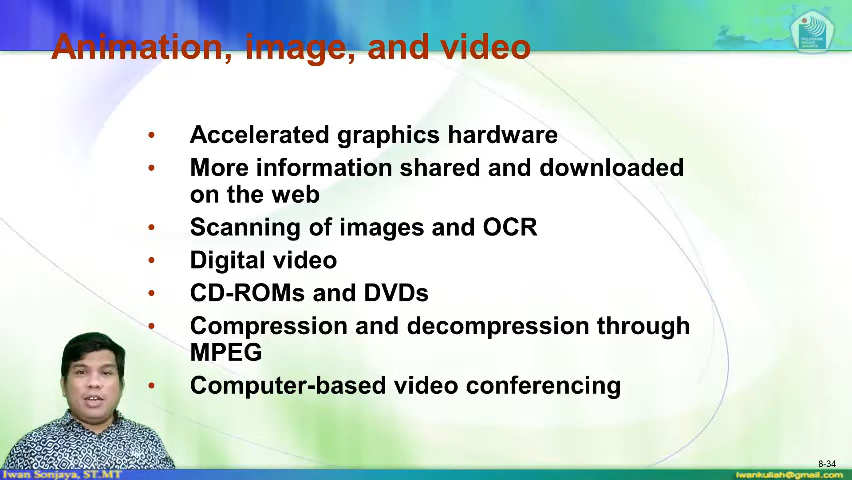 Animation, image, and video
• Accelerated graphics hardware
• More information shared and downloaded
on the web
• Scanning of images and OCR
• Digital video
• CD-ROMs and DVDs
• Compression and decompression through
MPEG
• Computer-based video conferencing
Iwan Sonjaya, ST.MT
8-34
iwankuliah@gmail.com